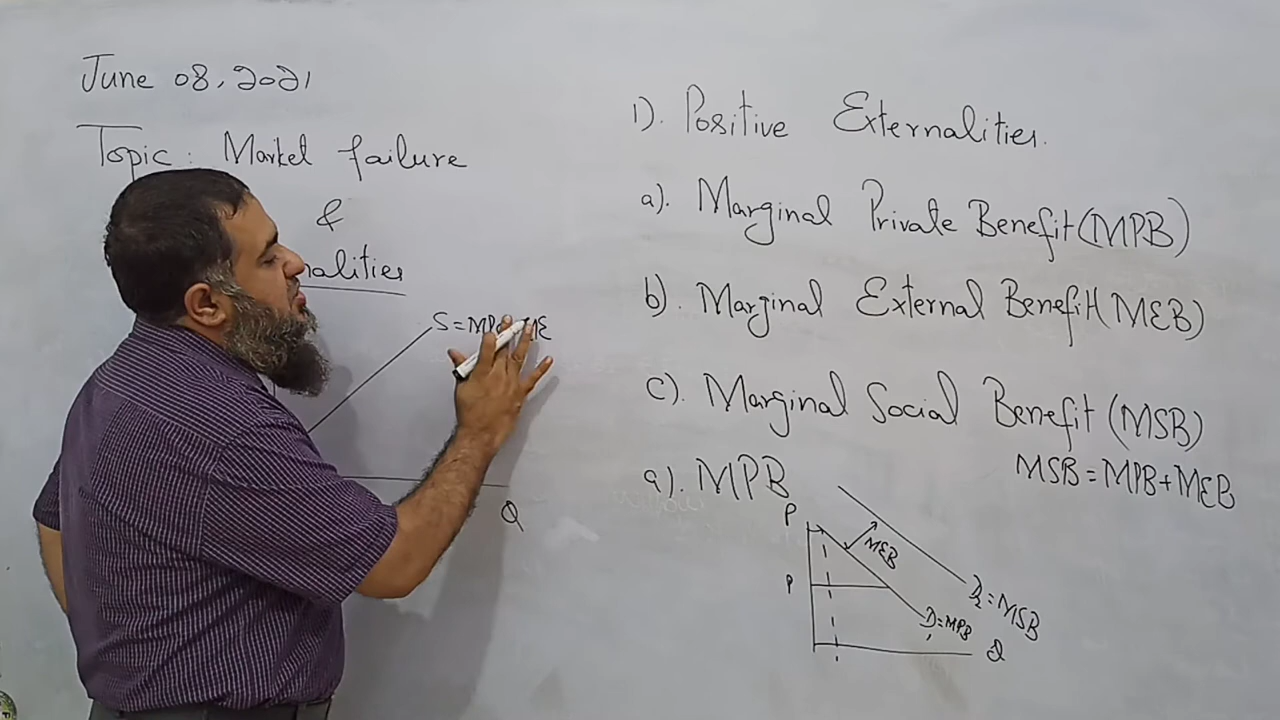 June 08, 2021
Topic: Market failure
&
nalities
S = MP
ME
Q
1). Positive Externalities.
a). Marginal Private Benefit (MPB)
b). Marginal External Benefit (MEB)
c). Marginal Social Benefit (MSB)
MSB = MPB + MEB
a). MPB
P
MEB
P
D2 = MSB
D1 = MPB
Q